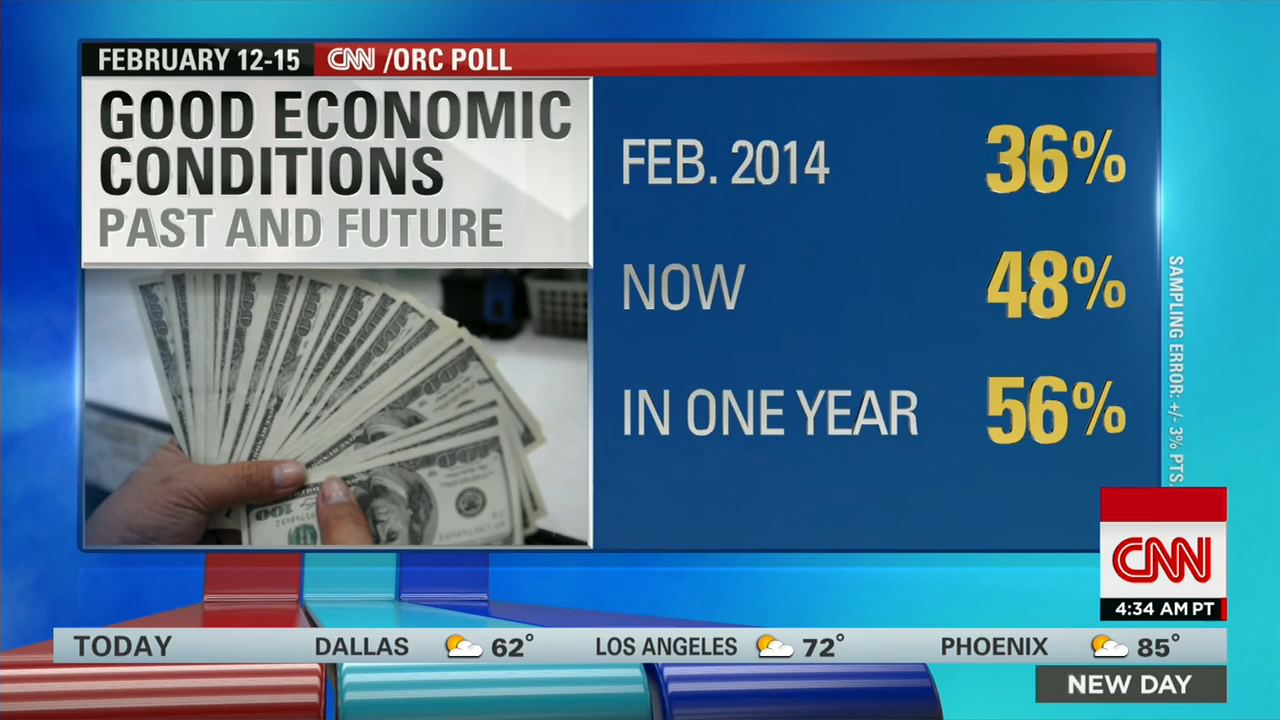 FEBRUARY 12-15 CNN /ORC POLL
GOOD ECONOMIC
CONDITIONS
PAST AND FUTURE
FEB. 2014 36%
NOW 48%
IN ONE YEAR 56%
SAMPLING ERROR: +/- 3% PTS.
100
CNN
4:34 AM PT
TODAY DALLAS 62° LOS ANGELES 72° PHOENIX 85°
NEW DAY